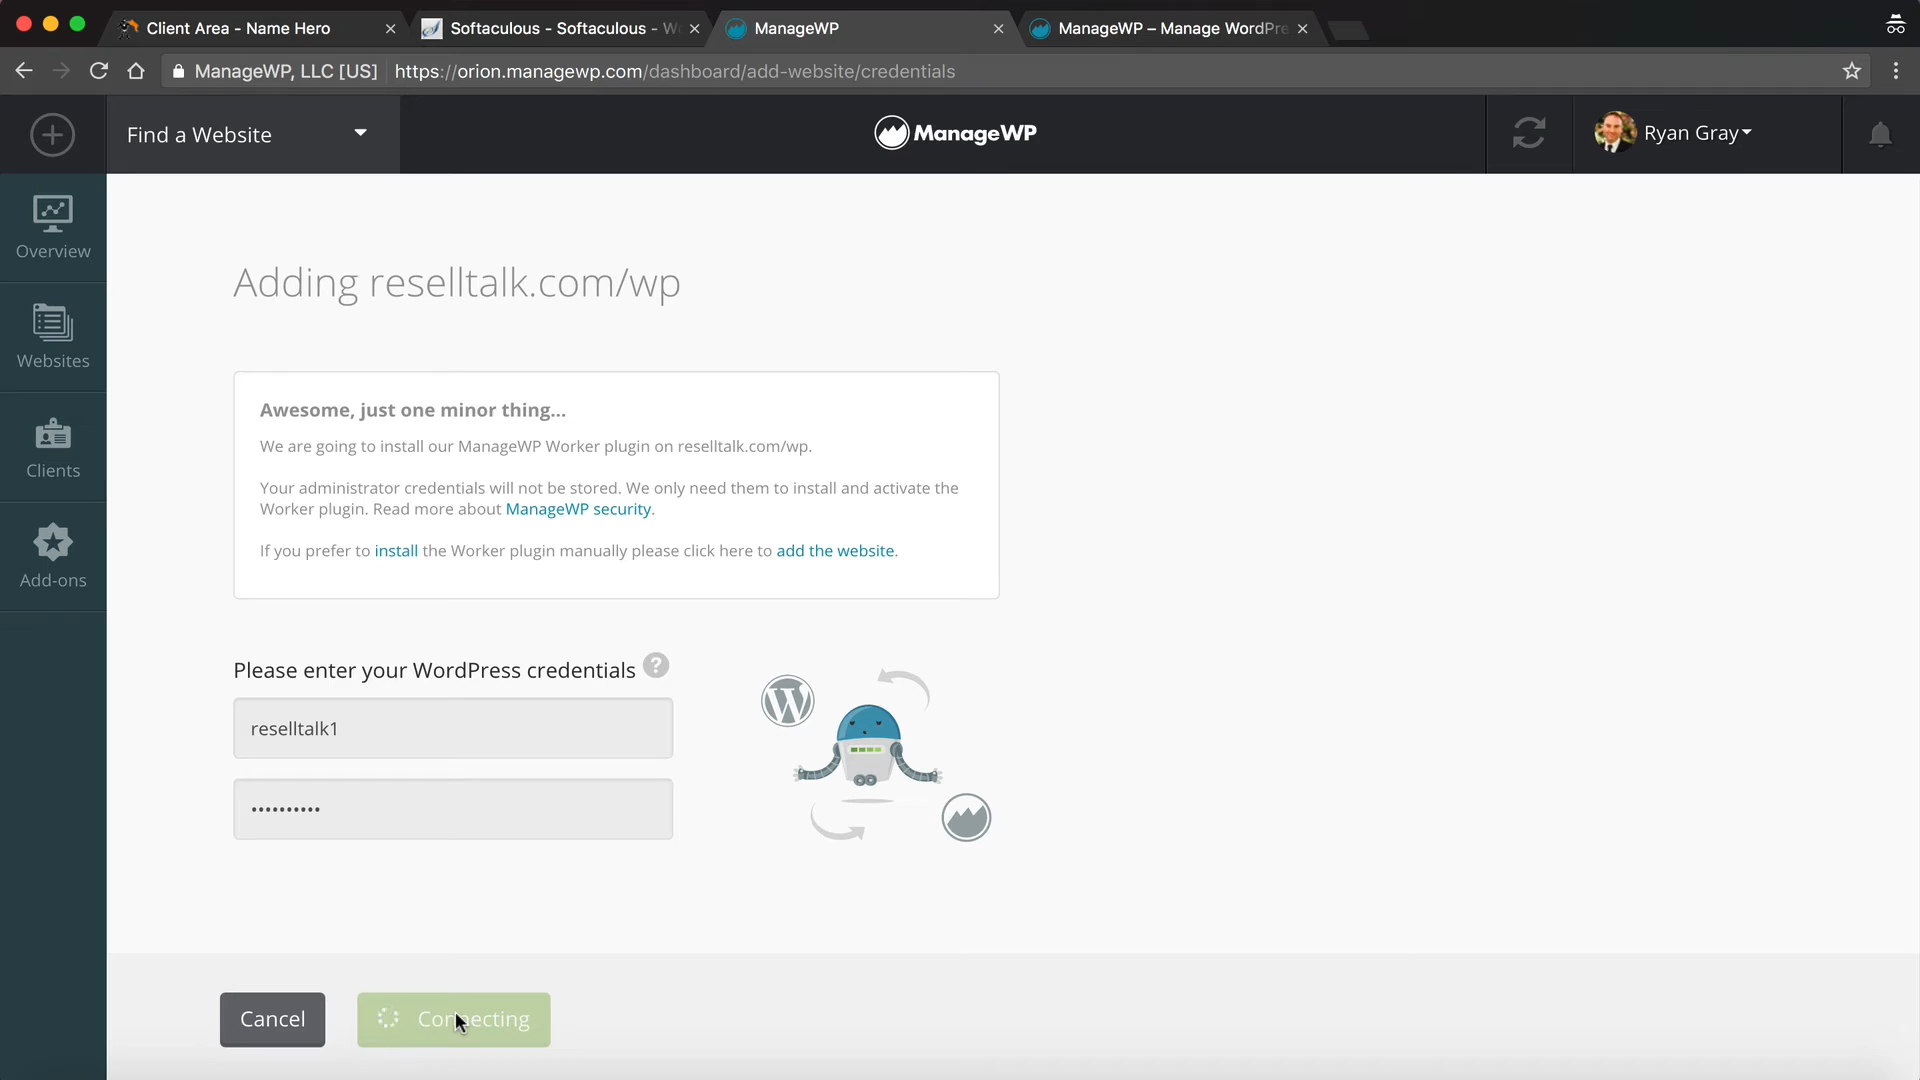 Client Area - Name Hero
Softaculous - Softaculous - W
ManageWP
ManageWP – Manage WordPre
ManageWP, LLC [US]
https://orion.managewp.com/dashboard/add-website/credentials
Find a Website
ManageWP
Ryan Gray
Overview
Websites
Clients
Add-ons
Adding reselltalk.com/wp
Awesome, just one minor thing...
We are going to install our ManageWP Worker plugin on reselltalk.com/wp.
Your administrator credentials will not be stored. We only need them to install and activate the
Worker plugin. Read more about ManageWP security.
If you prefer to install the Worker plugin manually please click here to add the website.
Please enter your WordPress credentials ?
reselltalk1
••••••••••
Cancel
Connecting